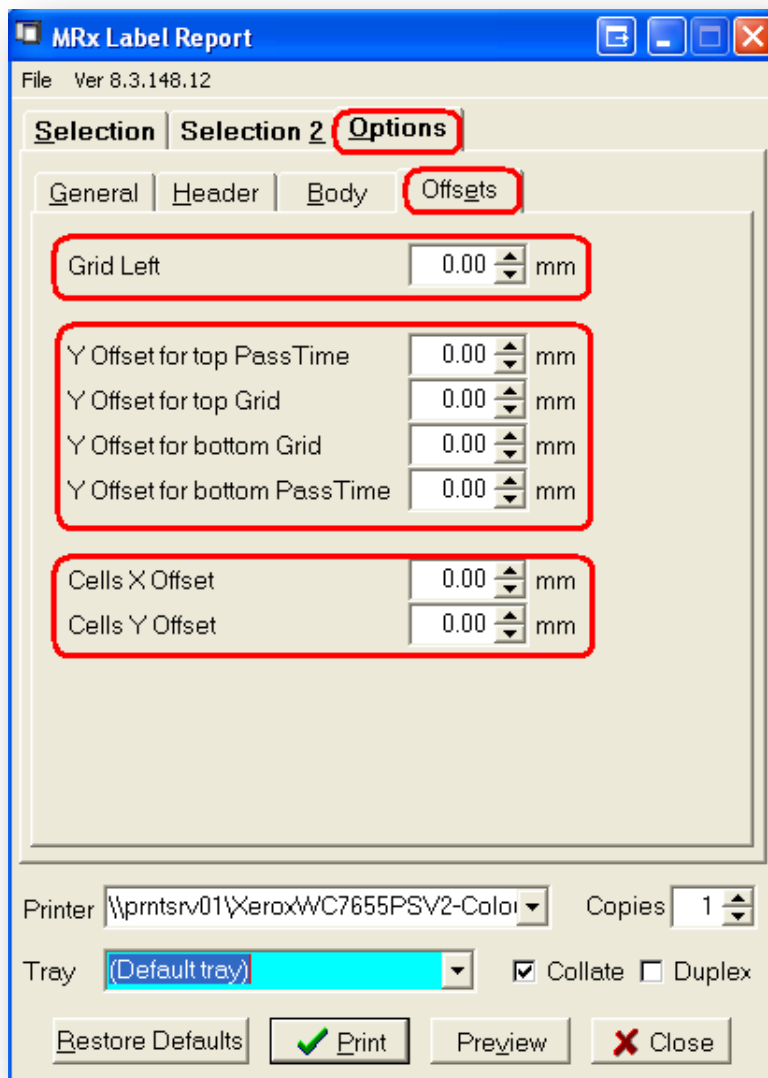 MRx Label Report
File Ver 8.3.148.12
Selection Selection 2 Options
General Header Body Offsets
Grid Left 0.00 mm
Y Offset for top PassTime 0.00 mm
Y Offset for top Grid 0.00 mm
Y Offset for bottom Grid 0.00 mm
Y Offset for bottom PassTime 0.00 mm
Cells X Offset 0.00 mm
Cells Y Offset 0.00 mm
Printer \\prntsrv01\XeroxWC7655PSV2-Colou Copies 1
Tray (Default tray) Collate Duplex
Restore Defaults Print Preview Close